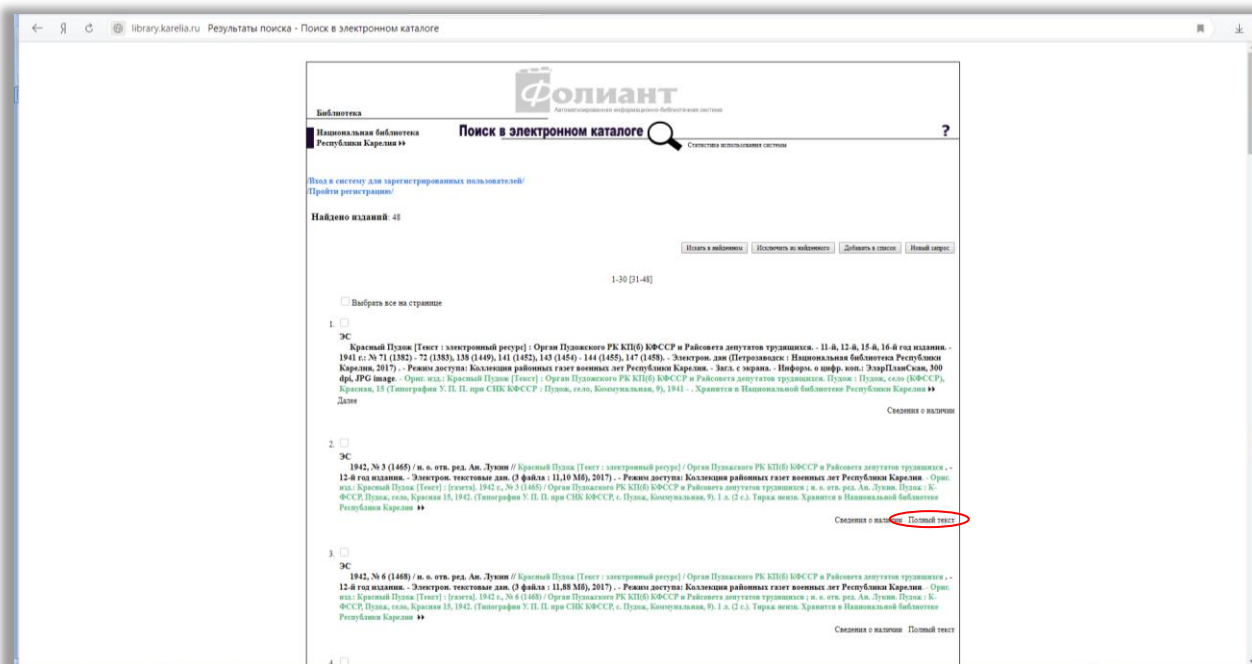 library.karelia.ru Результаты поиска - Поиск в электронном каталоге
Фолиант
Автоматизированная информационно-библиотечная система
Библиотека
Национальная библиотека
Республики Карелия
Поиск в электронном каталоге
?
Статистика использования системы
/Вход в систему для зарегистрированных пользователей/
/Пройти регистрацию/
Найдено изданий: 48
Искать в найденном Исключить из найденного Добавить в список Новый запрос
1-30 [31-48]
Выбрать все на странице
1.
ЭС
Красный Пудож [Текст : электронный ресурс] : Орган Пудожского РК КП(б) КФССР и Райсовета депутатов трудящихся. - 11-й, 12-й, 15-й, 16-й год издания. -
1941 г.: № 71 (1382) - 72 (1383), 138 (1449), 141 (1452), 143 (1454) - 144 (1455), 147 (1458). - Электрон. дан (Петрозаводск : Национальная библиотека Республики
Карелия, 2017) . - Режим доступа: Коллекция районных газет военных лет Республики Карелия. - Загл. с экрана. - Информ. о цифр. коп.: ЭларПланСкан, 300
dpi, JPG image. - Ориг. изд.: Красный Пудож [Текст] : Орган Пудожского РК КП(б) КФССР и Райсовета депутатов трудящихся. Пудож : Пудож, село (КФССР),
Красная, 15 (Типография У. П. П. при СНК КФССР : Пудож, село, Коммунальная, 9), 1941 - . Хранится в Национальной библиотеке Республики Карелия
Далее
Сведения о наличии
2.
ЭС
1942, № 3 (1465) / и. о. отв. ред. Ан. Лукин // Красный Пудож [Текст : электронный ресурс] / Орган Пудожского РК КП(б) КФССР и Райсовета депутатов трудящихся . -
12-й год издания. - Электрон. текстовые дан. (3 файла : 11,10 Мб), 2017) . - Режим доступа: Коллекция районных газет военных лет Республики Карелия. - Ориг.
изд.: Красный Пудож [Текст] : [газета]. 1942 г., № 3 (1465) / Орган Пудожского РК КП(б) КФССР и Райсовета депутатов трудящихся ; и. о. отв. ред. Ан. Лукин. Пудож : К-
ФССР, Пудож, село, Красная 15, 1942. (Типография У. П. П. при СНК КФССР, с. Пудож, Коммунальная, 9). 1 л. (2 с.). Тираж неизв. Хранится в Национальной библиотеке
Республики Карелия
Сведения о наличии Полный текст
3.
ЭС
1942, № 6 (1468) / и. о. отв. ред. Ан. Лукин // Красный Пудож [Текст : электронный ресурс] / Орган Пудожского РК КП(б) КФССР и Райсовета депутатов трудящихся . -
12-й год издания. - Электрон. текстовые дан. (3 файла : 11,88 Мб), 2017) . - Режим доступа: Коллекция районных газет военных лет Республики Карелия. - Ориг.
изд.: Красный Пудож [Текст] : [газета]. 1942 г., № 6 (1468) / Орган Пудожского РК КП(б) КФССР и Райсовета депутатов трудящихся ; и. о. отв. ред. Ан. Лукин. Пудож : К-
ФССР, Пудож, село, Красная 15, 1942. (Типография У. П. П. при СНК КФССР, с. Пудож, Коммунальная, 9). 1 л. (2 с.). Тираж неизв. Хранится в Национальной библиотеке
Республики Карелия
Сведения о наличии Полный текст